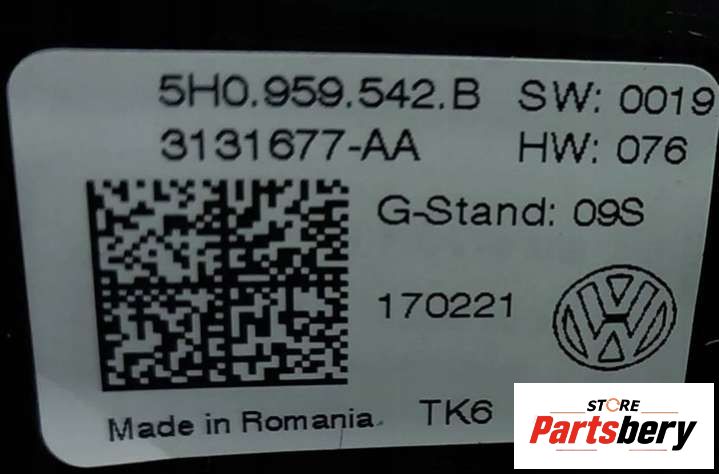 5H0.959.542.B SW: 0019
3131677-AA HW: 076
G-Stand: 09S
170221
Made in Romania TK6
STORE
Partsbery